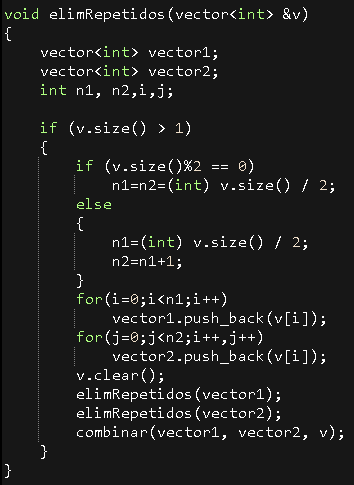 void elimRepetidos(vector<int> &v)
{
    vector<int> vector1;
    vector<int> vector2;
    int n1, n2,i,j;

    if (v.size() > 1)
    {
        if (v.size()%2 == 0)
            n1=n2=(int) v.size() / 2;
        else
        {
            n1=(int) v.size() / 2;
            n2=n1+1;
        }
        for(i=0;i<n1;i++)
            vector1.push_back(v[i]);
        for(j=0;j<n2;i++,j++)
            vector2.push_back(v[i]);
        v.clear();
        elimRepetidos(vector1);
        elimRepetidos(vector2);
        combinar(vector1, vector2, v);
    }
}